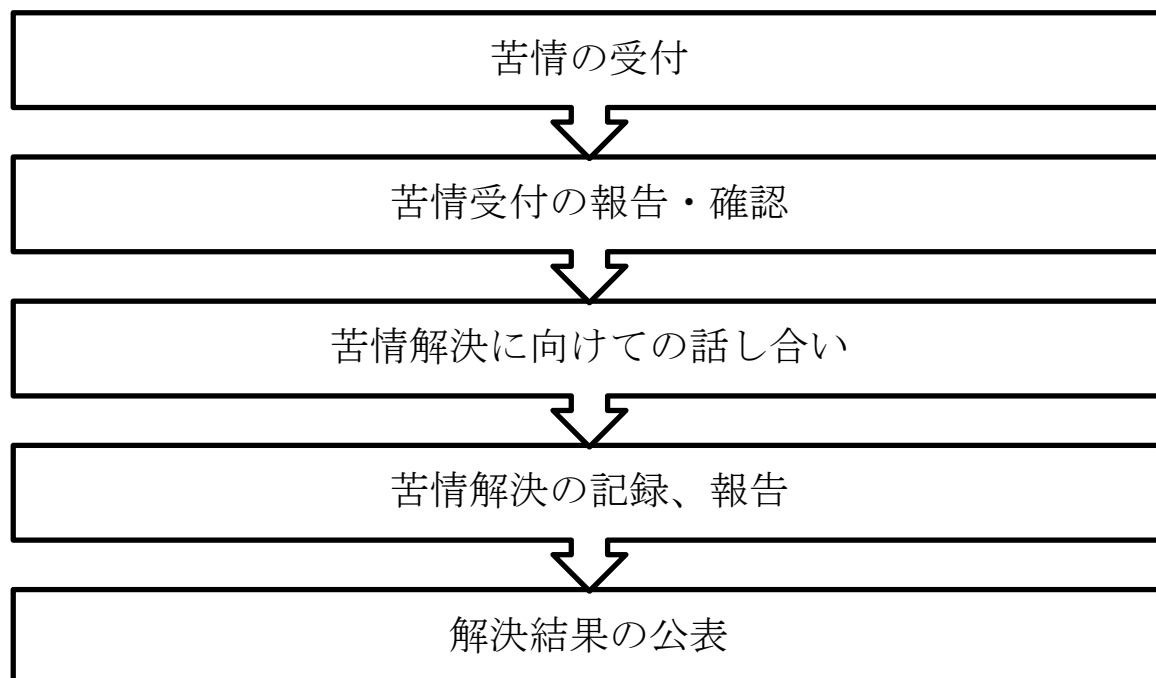 苦情の受付
苦情受付の報告・確認
苦情解決に向けての話し合い
苦情解決の記録、報告
解決結果の公表